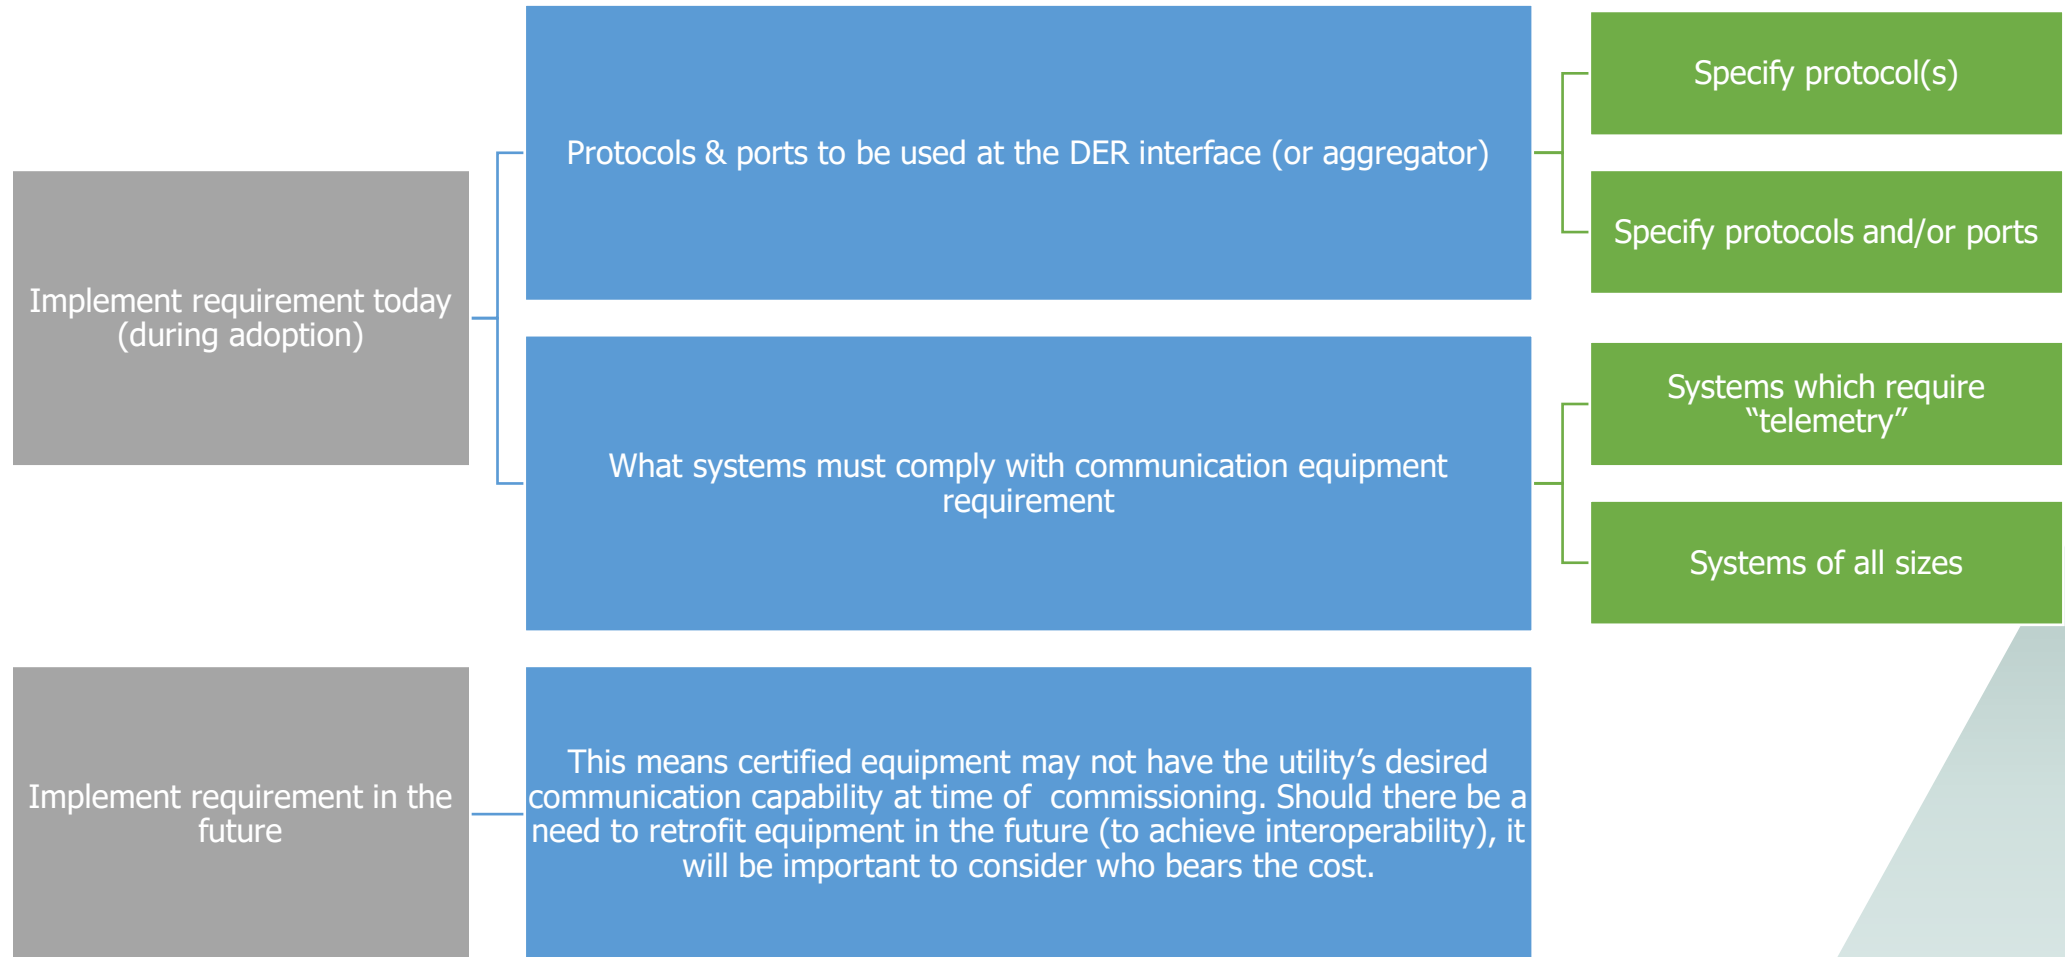 Implement requirement today
(during adoption)
Protocols & ports to be used at the DER interface (or aggregator)
Specify protocol(s)
Specify protocols and/or ports
What systems must comply with communication equipment
requirement
Systems which require
“telemetry”
Systems of all sizes
Implement requirement in the
future
This means certified equipment may not have the utility’s desired
communication capability at time of commissoning. Should there be a
need to retrofit equipment in the future (to achieve interoperability), it
will be important to consider who bears the cost.